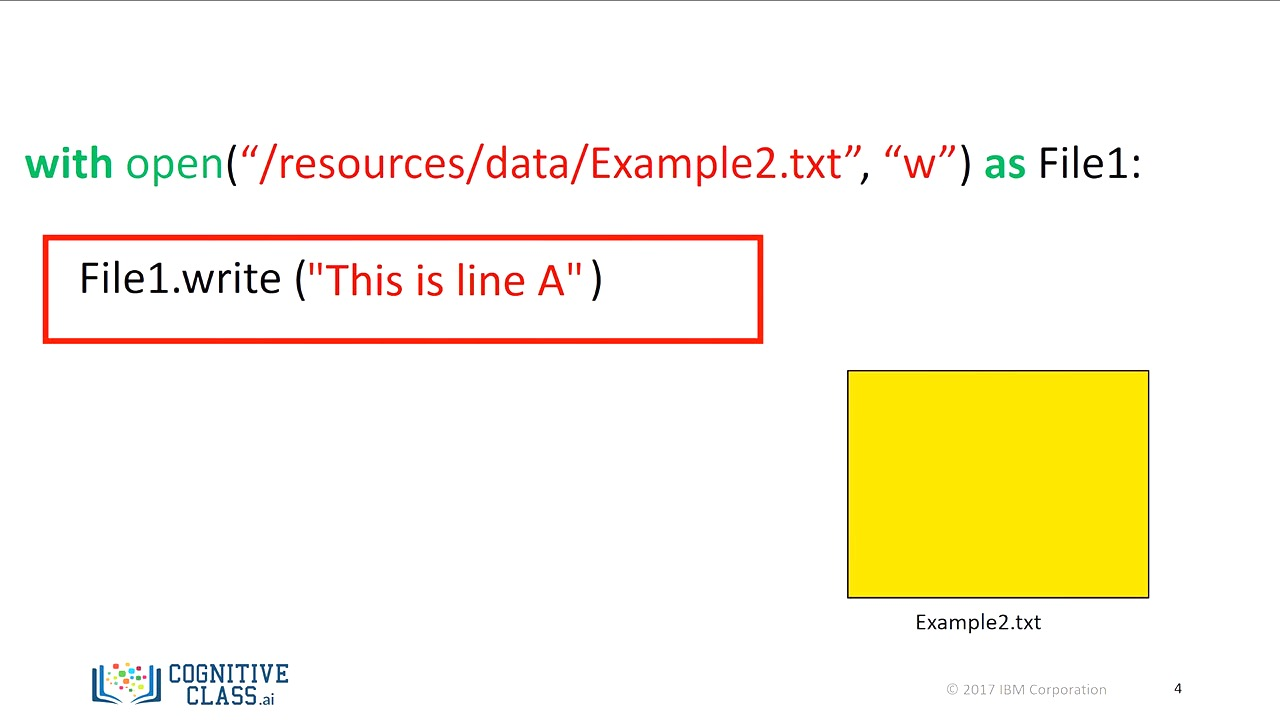 with open(“/resources/data/Example2.txt”, “w”) as File1:
File1.write ("This is line A" )
Example2.txt
COGNITIVE
CLASS.ai
© 2017 IBM Corporation
4